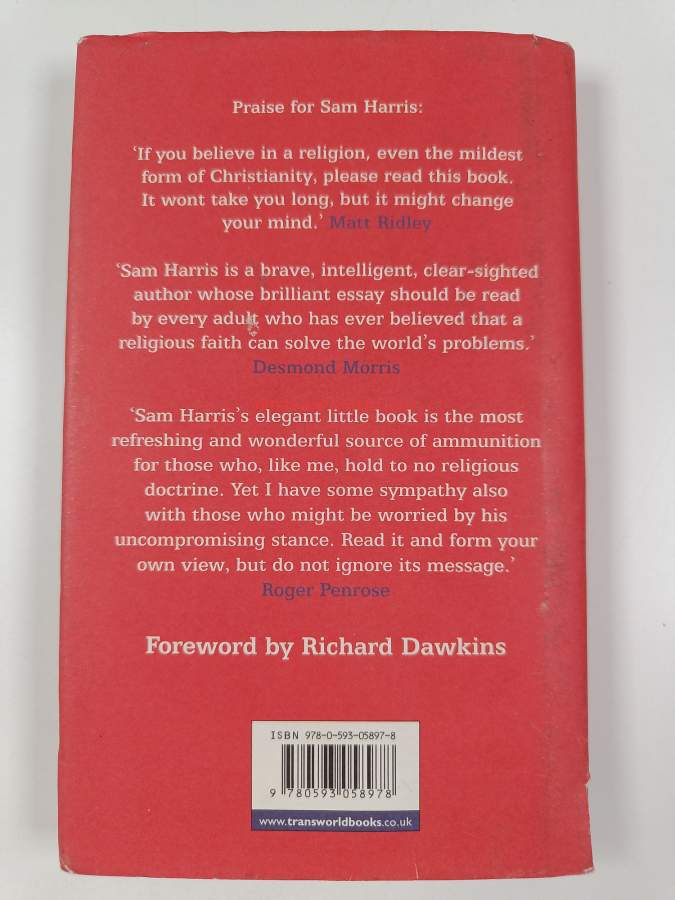 Praise for Sam Harris:
‘If you believe in a religion, even the mildest
form of Christianity, please read this book.
It wont take you long, but it might change
your mind.’ Matt Ridley
‘Sam Harris is a brave, intelligent, clear-sighted
author whose brilliant essay should be read
by every adult who has ever believed that a
religious faith can solve the world’s problems.’
Desmond Morris
‘Sam Harris’s elegant little book is the most
refreshing and wonderful source of ammunition
for those who, like me, hold to no religious
doctrine. Yet I have some sympathy also
with those who might be worried by his
uncompromising stance. Read it and form your
own view, but do not ignore its message.’
Roger Penrose
Foreword by Richard Dawkins
ISBN 978-0-593-05897-8
9 780593 058978
www.transworldbooks.co.uk